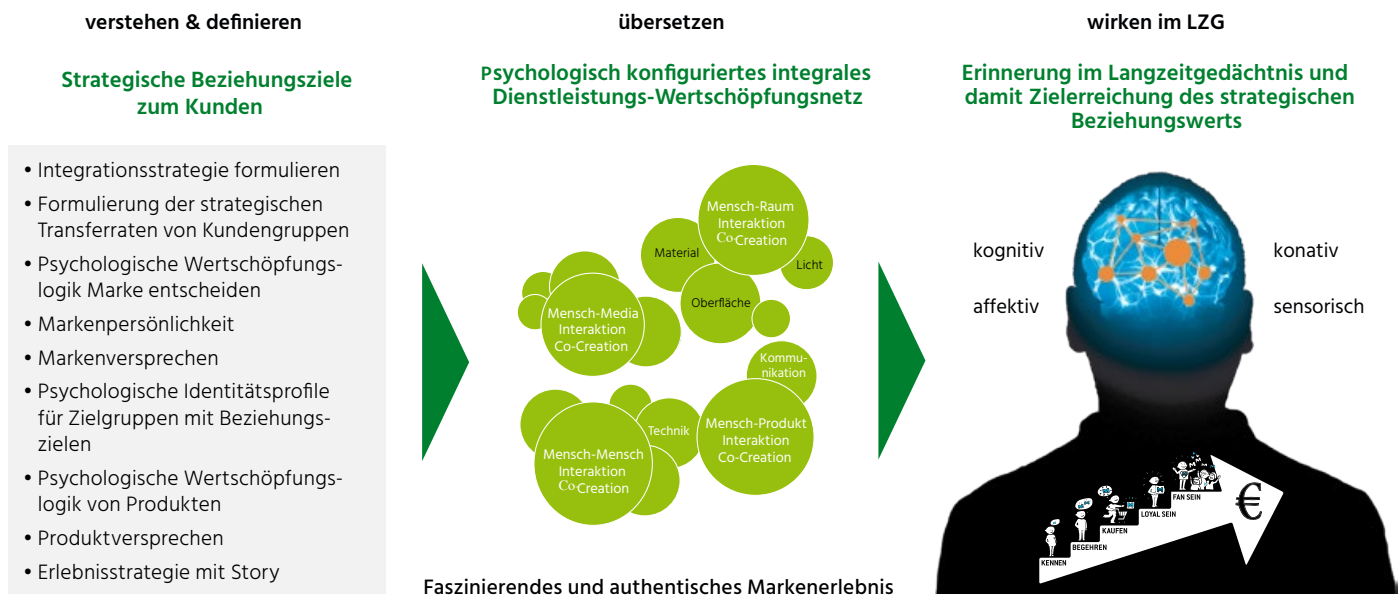 verstehen & definieren
Strategische Beziehungsziele
zum Kunden
• Integrationsstrategie formulieren
• Formulierung der strategischen
Transferraten von Kundengruppen
• Psychologische Wertschöpfungs-
logik Marke entscheiden
• Markenpersönlichkeit
• Markenversprechen
• Psychologische Identitätsprofile
für Zielgruppen mit Beziehungs-
zielen
• Psychologische Wertschöpfungs-
logik von Produkten
• Produktversprechen
• Erlebnisstrategie mit Story
übersetzen
Psychologisch konfiguriertes integrales
Dienstleistungs-Wertschöpfungsnetz
Mensch-Raum
Interaktion
Co-Creation
Material
Licht
Oberfläche
Mensch-Media
Interaktion
Co-Creation
Kommu-
nikation
Mensch-Produkt
Interaktion
Co-Creation
Technik
Mensch-Mensch
Interaktion
Co-Creation
Faszinierendes und authentisches Markenerlebnis
wirken im LZG
Erinnerung im Langzeitgedächtnis und
damit Zielerreichung des strategischen
Beziehungswerts
kognitiv
konativ
affektiv
sensorisch
KENNEN
BEGEHREN
KAUFEN
LOYAL SEIN
FAN SEIN
€